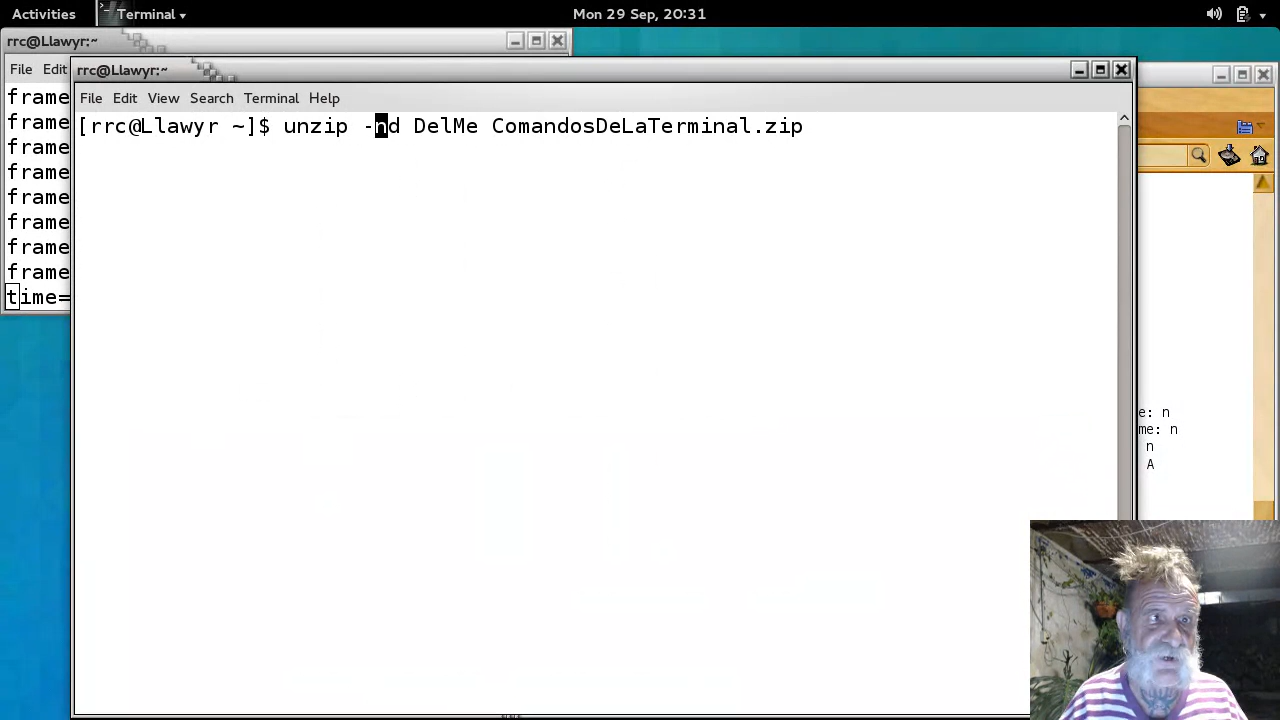 Activities Terminal Mon 29 Sep, 20:31
rrc@Llawyr:~
File Edit
frame
frame
frame
frame
frame
frame
frame
frame
time=
rrc@Llawyr:~
File Edit View Search Terminal Help
[rrc@Llawyr ~]$ unzip -nd DelMe ComandosDeLaTerminal.zip
e: n
me: n
n
A